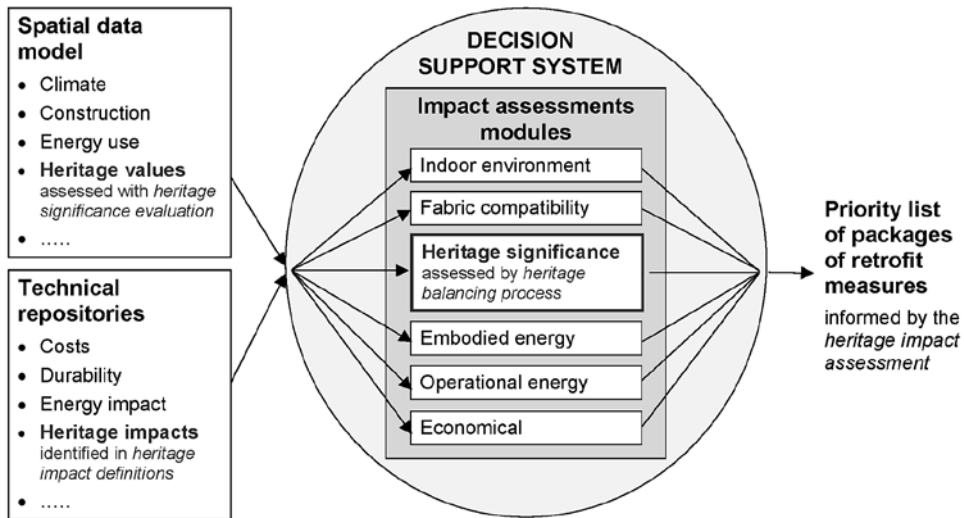 Spatial data
model
• Climate
• Construction
• Energy use
• Heritage values
assessed with heritage
significance evaluation
• .....
Technical
repositories
• Costs
• Durability
• Energy impact
• Heritage impacts
identified in heritage
impact definitions
• .....
DECISION
SUPPORT SYSTEM
Impact assessments
modules
Indoor environment
Fabric compatibility
Heritage significance
assessed by heritage
balancing process
Embodied energy
Operational energy
Economical
Priority list
of packages
of retrofit
measures
informed by the
heritage impact
assessment